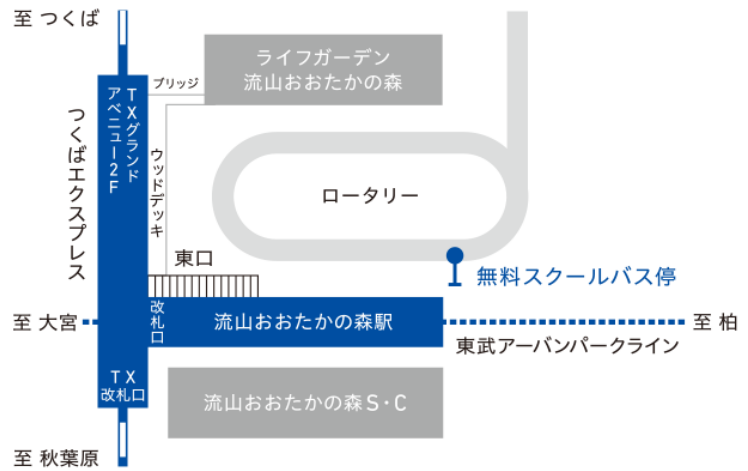 至 つくば
ライフガーデン
流山おおたかの森
ブリッジ
TXグランド
アベニュー2F
つくばエクスプレス
ウッドデッキ
ロータリー
東口
無料スクールバス停
改札口
流山おおたかの森駅
至 大宮
至 柏
東武アーバンパークライン
TX
改札口
流山おおたかの森S・C
至 秋葉原